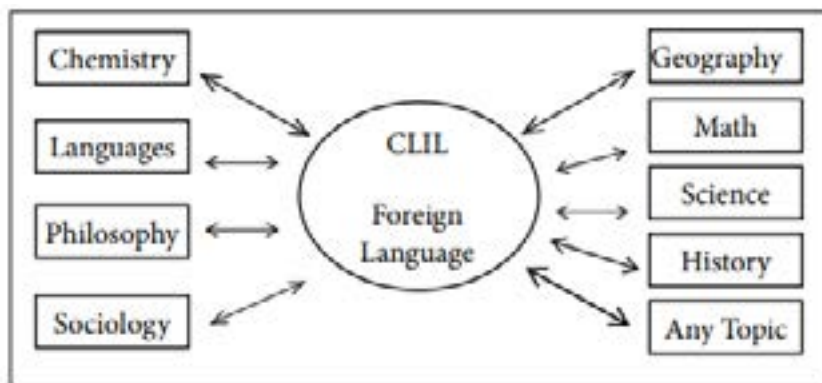 Chemistry
Languages
Philosophy
Sociology
CLIL
Foreign
Language
Geography
Math
Science
History
Any Topic